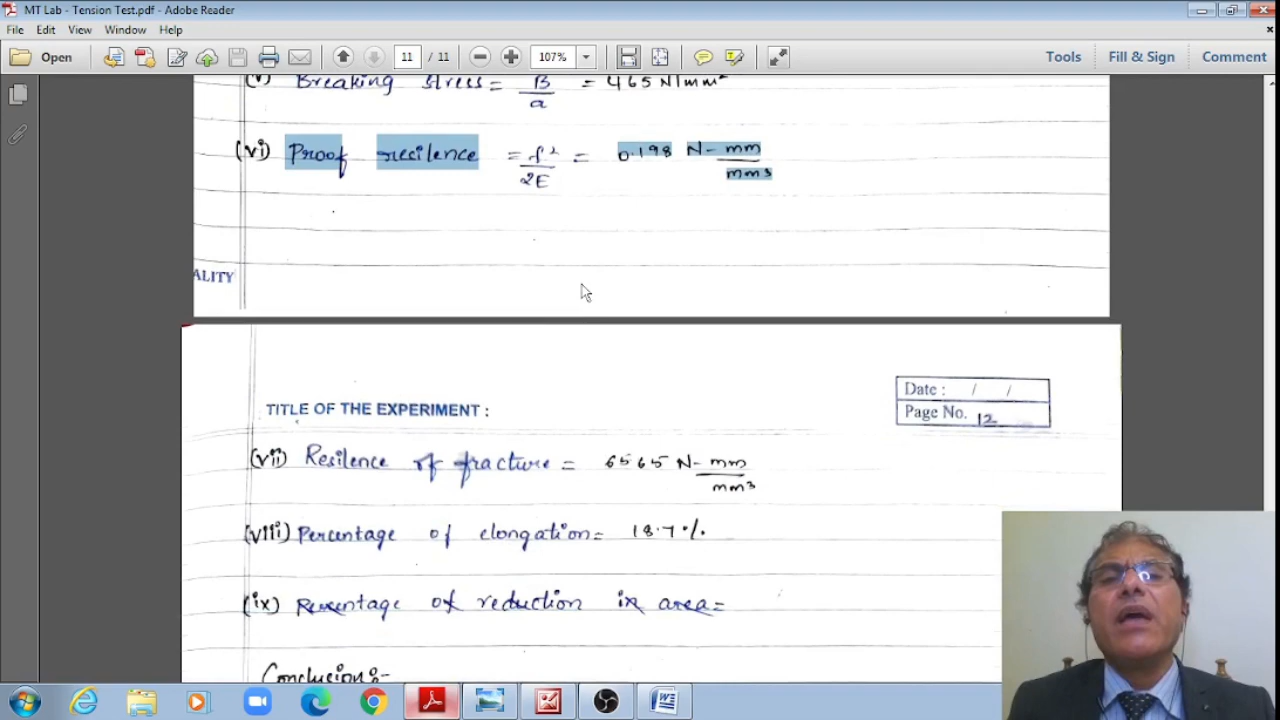 MT Lab - Tension Test.pdf - Adobe Reader
File Edit View Window Help
Open 11 / 11 107% Tools Fill & Sign Comment
(v) Breaking stress = B/a = 465 N/mm²
(vi) Proof resilence = f²/2E = 0.198 N-mm/mm3
ALITY
Date : / /
Page No. 12
TITLE OF THE EXPERIMENT :
(vii) Resilence of fracture = 6565 N-mm/mm3
(viii) Percentage of elongation = 18.7%
(ix) Percentage of reduction in area =
Conclusion:-